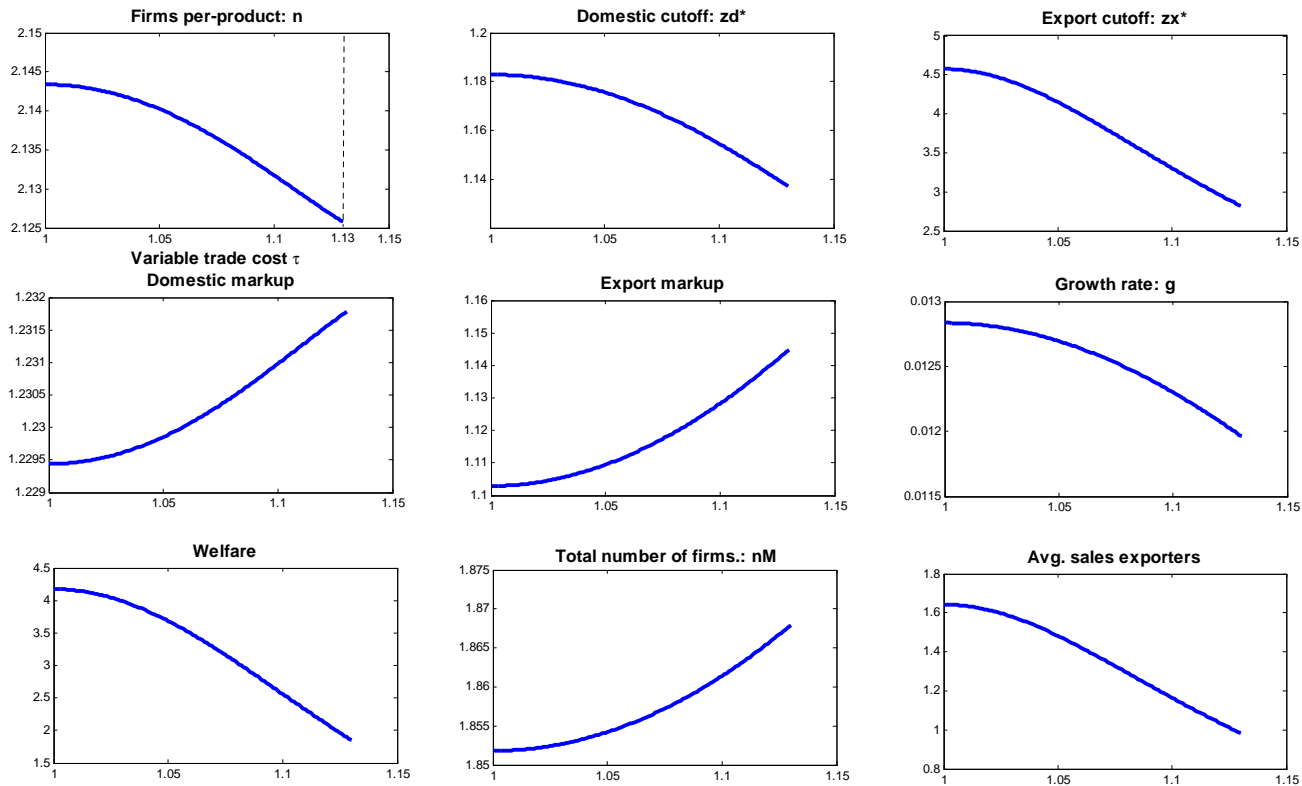 Firms per-product: n
2.15
2.145
2.14
2.135
2.13
2.125
1 1.05 1.1 1.13 1.15
Variable trade cost τ
Domestic cutoff: zd*
1.2
1.18
1.16
1.14
1 1.05 1.1 1.15
Export cutoff: zx*
5
4.5
4
3.5
3
2.5
1 1.05 1.1 1.15
Domestic markup
1.232
1.2315
1.231
1.2305
1.23
1.2295
1.229
1 1.05 1.1 1.15
Export markup
1.16
1.15
1.14
1.13
1.12
1.11
1.1
1 1.05 1.1 1.15
Growth rate: g
0.013
0.0125
0.012
0.0115
1 1.05 1.1 1.15
Welfare
4.5
4
3.5
3
2.5
2
1.5
1 1.05 1.1 1.15
Total number of firms.: nM
1.875
1.87
1.865
1.86
1.855
1.85
1 1.05 1.1 1.15
Avg. sales exporters
1.8
1.6
1.4
1.2
1
0.8
1 1.05 1.1 1.15